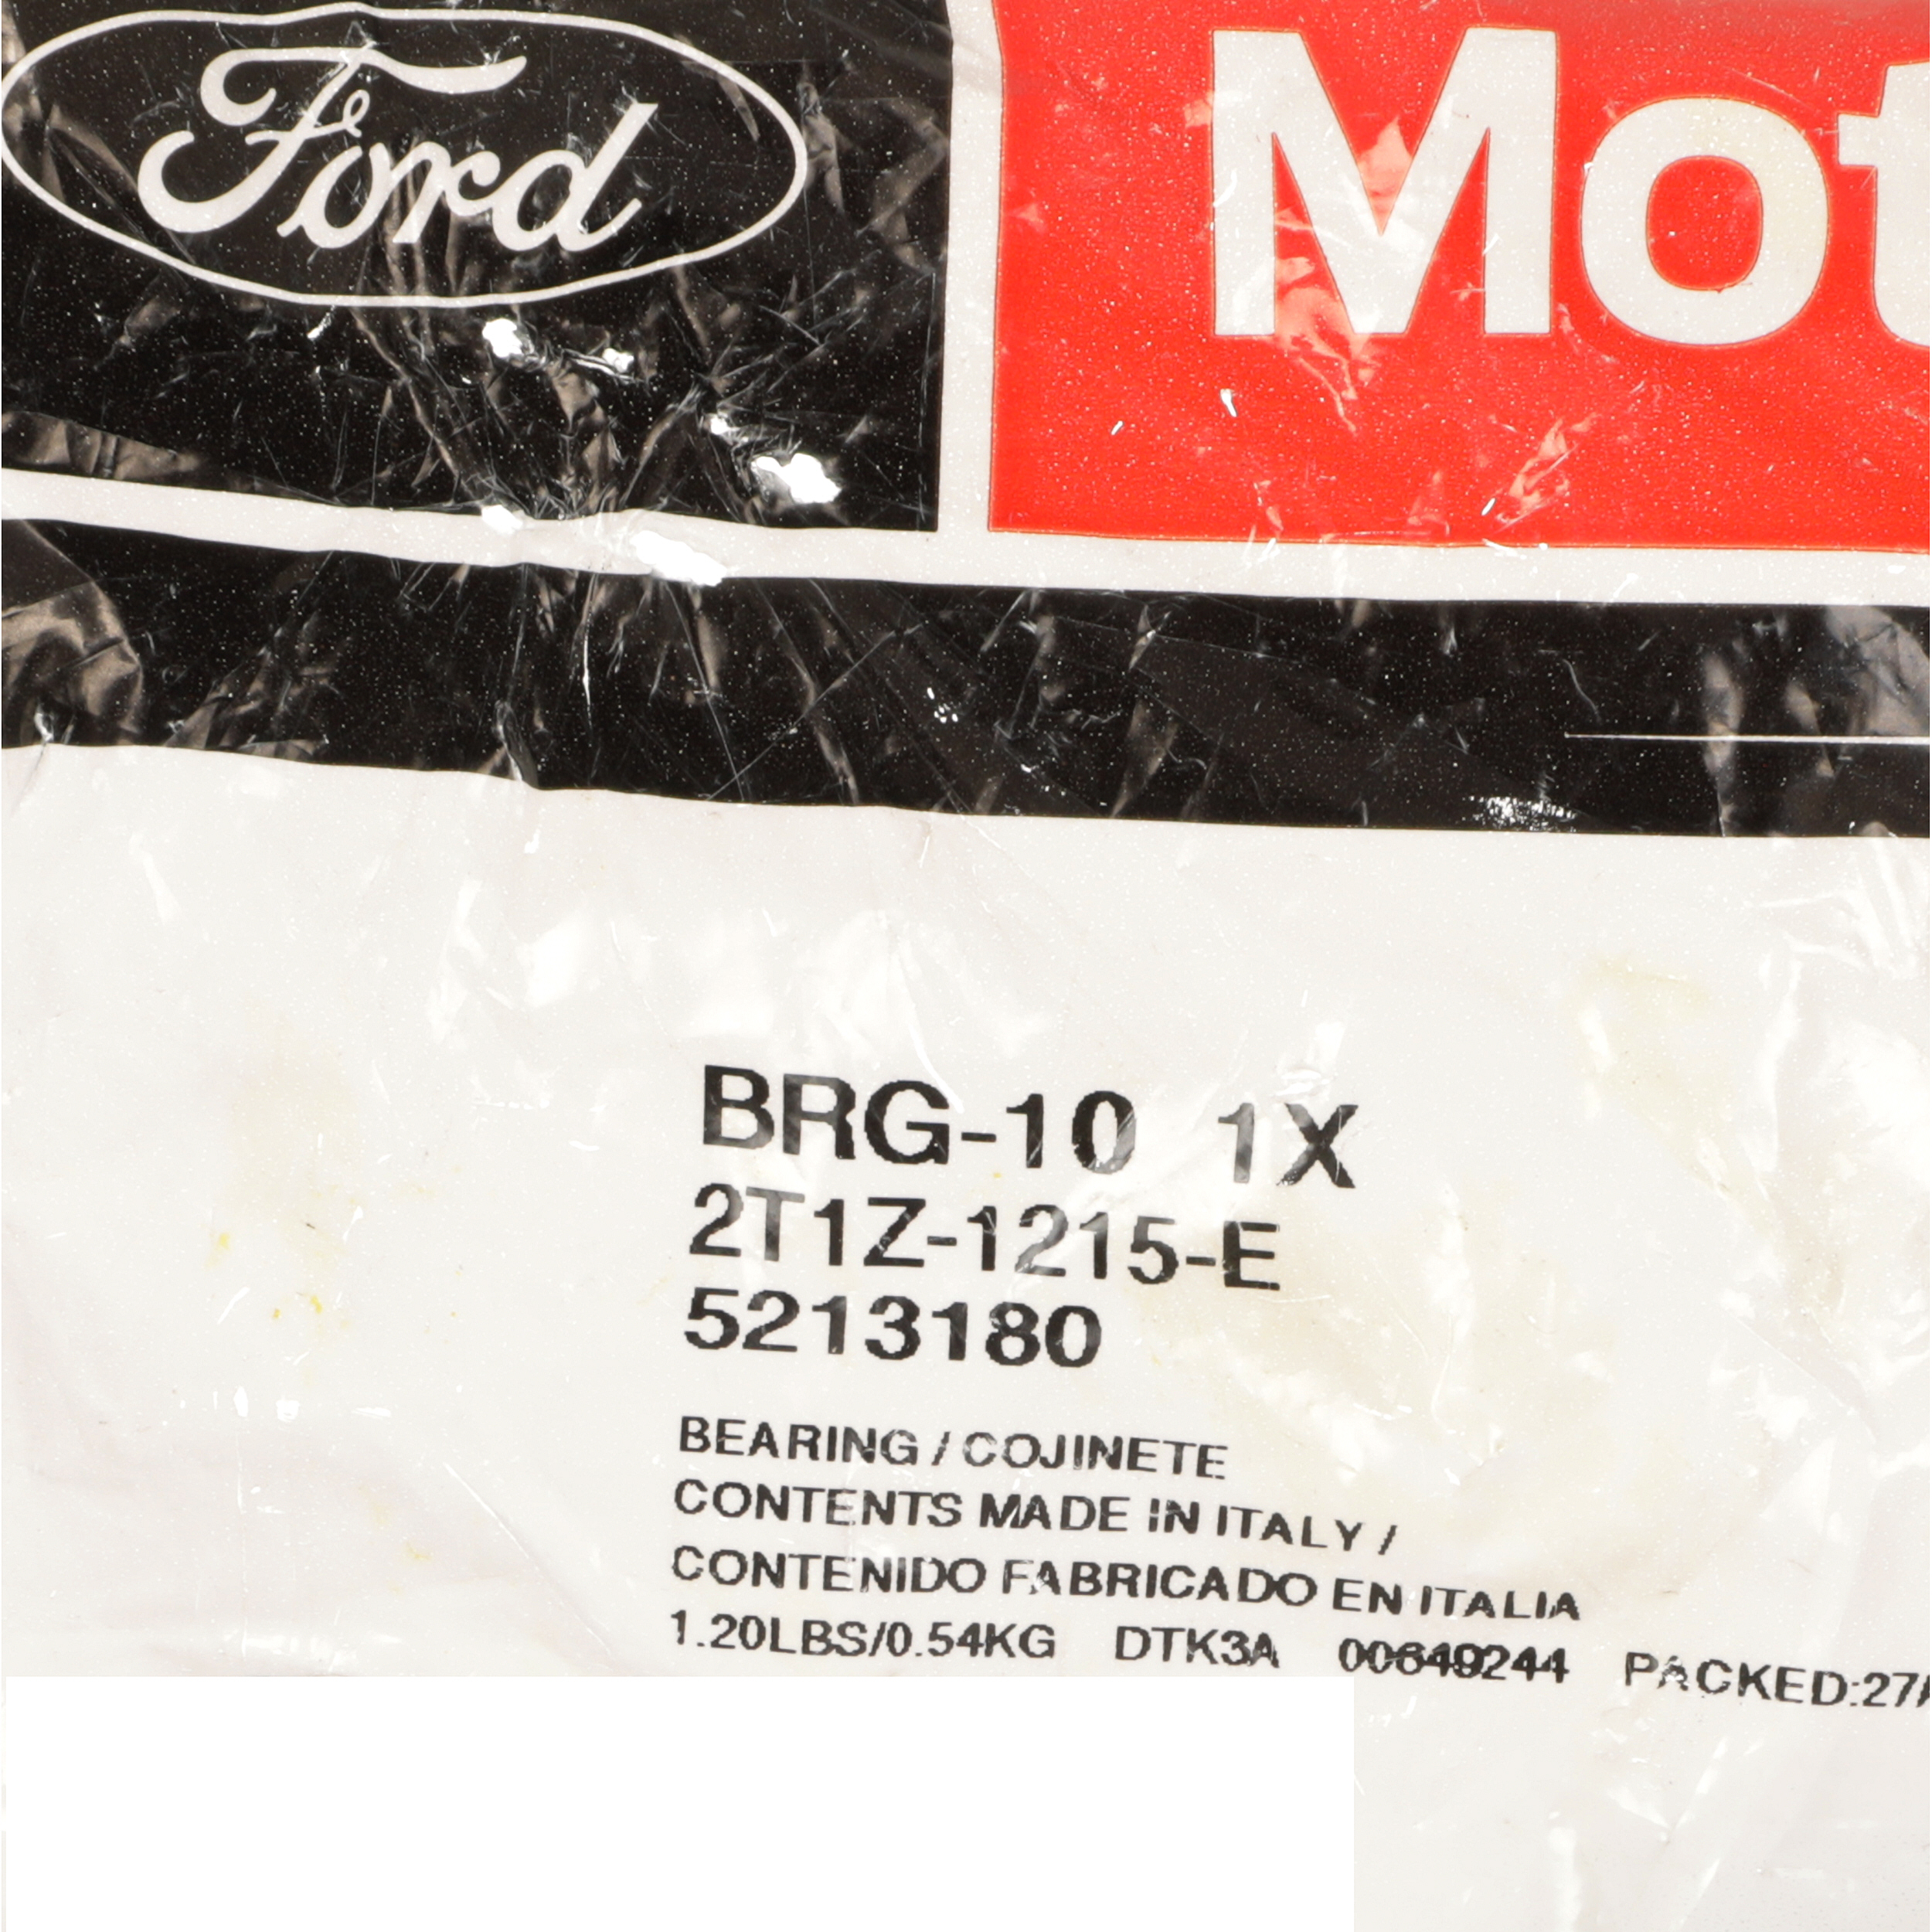 Ford
Mot
BRG-10 1X
2T1Z-1215-E
5213180
BEARING / COJINETE
CONTENTS MADE IN ITALY /
CONTENIDO FABRICADO EN ITALIA
1.20LBS/0.54KG DTK3A 00649244 PACKED:27/